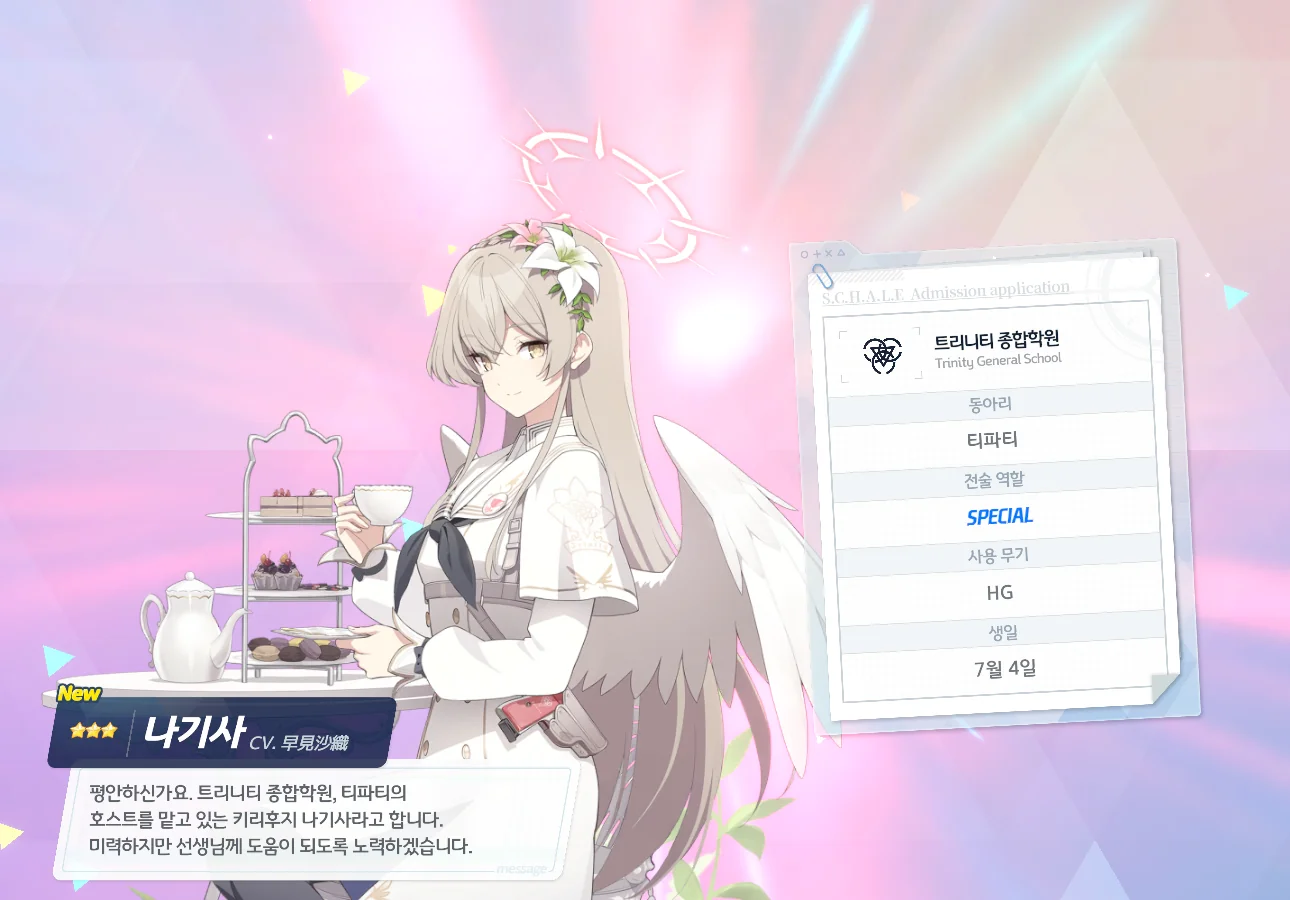 S.C.H.A.L.E Admission application
트리니티 종합학원
Trinity General School
동아리
티파티
전술 역할
SPECIAL
사용 무기
HG
생일
7월 4일
New
나기사 CV. 早見沙織
평안하신가요. 트리니티 종합학원, 티파티의
호스트를 맡고 있는 키리후지 나기사라고 합니다.
미력하지만 선생님께 도움이 되도록 노력하겠습니다.
message